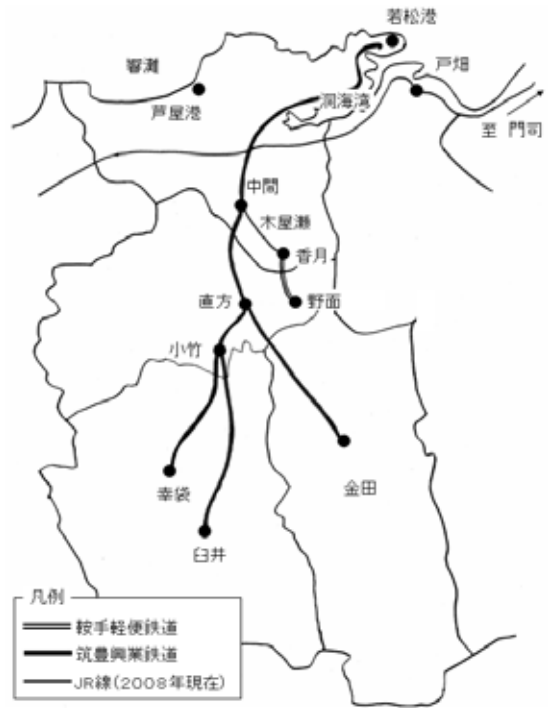 若松港
響灘
戸畑
芦屋港
洞海湾
至 門司
中間
木屋瀬
香月
直方
野面
小竹
幸袋
金田
臼井
凡例
鞍手軽便鉄道
筑豊興業鉄道
JR線(2008年現在)